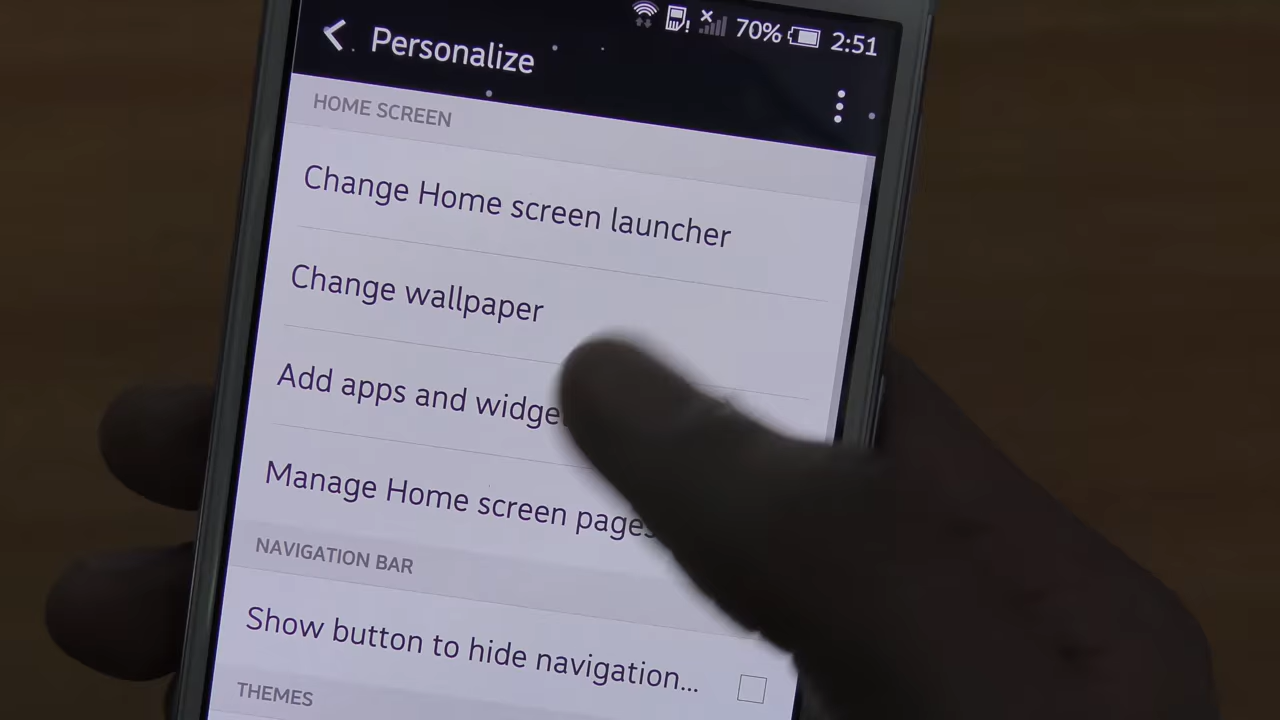 70% 2:51
Personalize
HOME SCREEN
Change Home screen launcher
Change wallpaper
Add apps and
Manage Home screen pages
NAVIGATION BAR
Show button to hide navigation...
THEMES